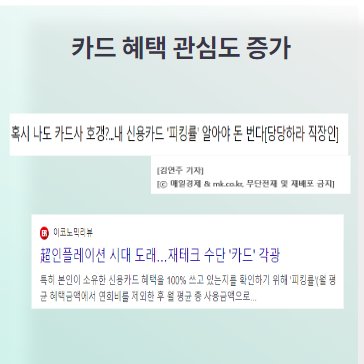 카드 혜택 관심도 증가
혹시 나도 카드사 호갱?...내 신용카드 '피킹률' 알아야 돈 번다[당당하라 직장인]
[김연주 기자]
[ⓒ 매일경제 & mk.co.kr, 무단전재 및 재배포 금지]
이코노믹리뷰
超인플레이션 시대 도래…재테크 수단 '카드' 각광
특히 본인이 소유한 신용카드 혜택을 100% 쓰고 있는지를 확인하기 위해 '피킹률'(월 평
균 혜택금액에서 연회비를 제외한 후 월 평균 총 사용금액으로...